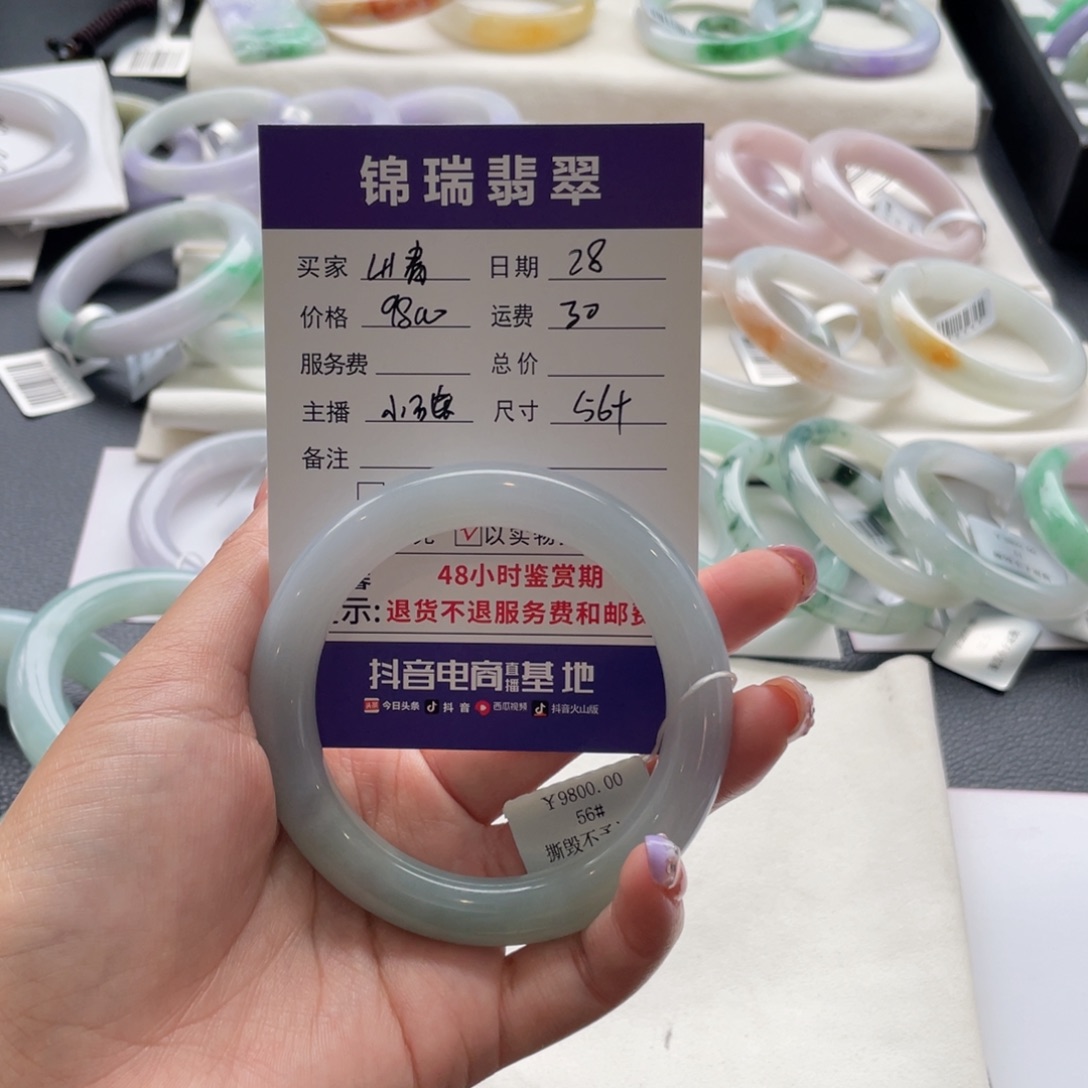 锦瑞翡翠
买家 日期 28
价格 9800 运费 30
服务费 总价
主播 尺寸 56+
备注
以实物
48小时鉴赏期
示:退货不退服务费和邮费
抖音电商直播基地
头条 今日头条 抖音 西瓜视频 抖音火山版
¥9800.00
56#
撕毁不